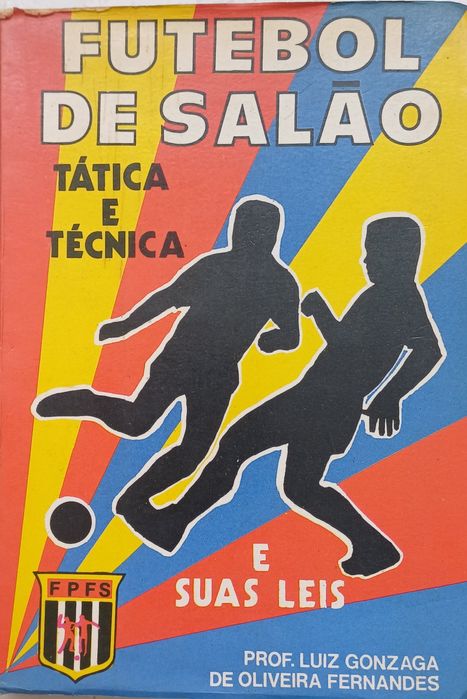 FUTEBOL
DE SALÃO
TÁTICA
E
TÉCNICA
E
SUAS LEIS
FPFS
PROF. LUIZ GONZAGA
DE OLIVEIRA FERNANDES